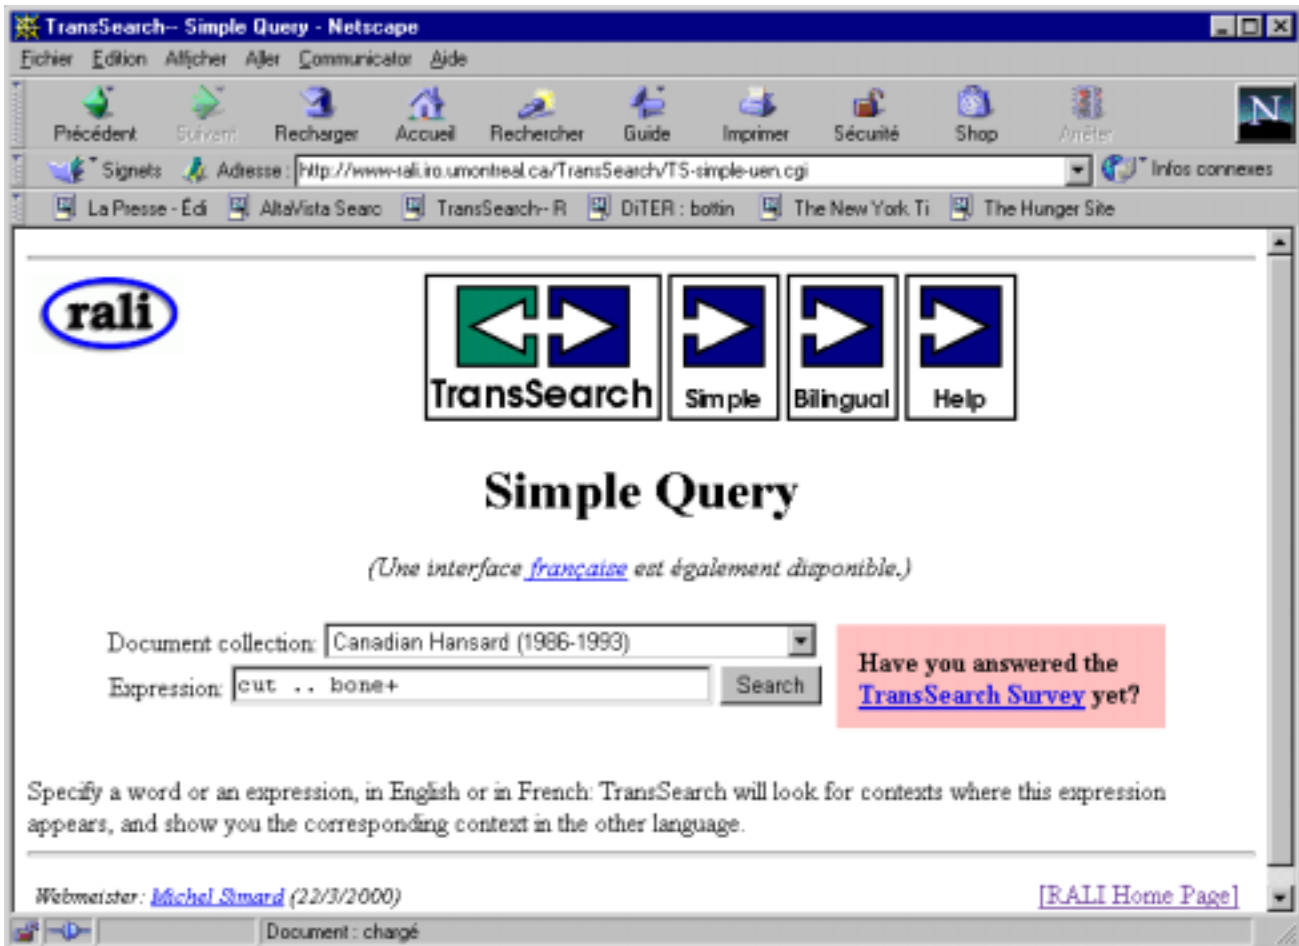 TransSearch-- Simple Query - Netscape
Fichier Edition Afficher Aller Communicator Aide
Précédent Suivant Recharger Accueil Rechercher Guide Imprimer Sécurité Shop Arrêter
Signets Adresse : http://www-rali.iro.umontreal.ca/TransSearch/TS-simple-uen.cgi Infos connexes
La Presse - Édi AltaVista Searc TransSearch-- R DiTER : bottin The New York Ti The Hunger Site
rali
TransSearch Simple Bilingual Help
Simple Query
(Une interface française est également disponible.)
Document collection: Canadian Hansard (1986-1993)
Expression: cut .. bone+ Search
Have you answered the
TransSearch Survey yet?
Specify a word or an expression, in English or in French: TransSearch will look for contexts where this expression
appears, and show you the corresponding context in the other language.
Webmeister: Michel Simard (22/3/2000) [RALI Home Page]
Document : chargé